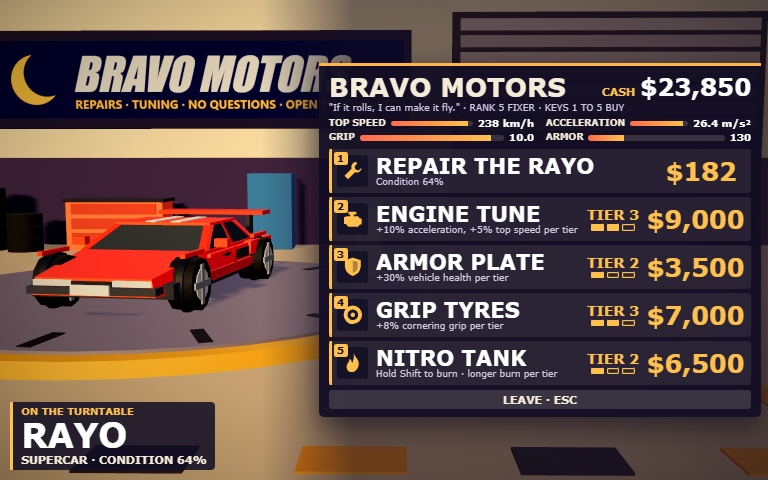 BRAVO MOTORS
REPAIRS · TUNING · NO QUESTIONS · OPEN
BRAVO MOTORS
CASH $23,850
"If it rolls, I can make it fly." · RANK 5 FIXER · KEYS 1 TO 5 BUY
TOP SPEED 238 km/h ACCELERATION 26.4 m/s²
GRIP 10.0 ARMOR 130
1 REPAIR THE RAYO $182
Condition 64%
2 ENGINE TUNE TIER 3 $9,000
+10% acceleration, +5% top speed per tier
3 ARMOR PLATE TIER 2 $3,500
+30% vehicle health per tier
4 GRIP TYRES TIER 3 $7,000
+8% cornering grip per tier
5 NITRO TANK TIER 2 $6,500
Hold Shift to burn · longer burn per tier
LEAVE · ESC
ON THE TURNTABLE
RAYO
SUPERCAR · CONDITION 64%